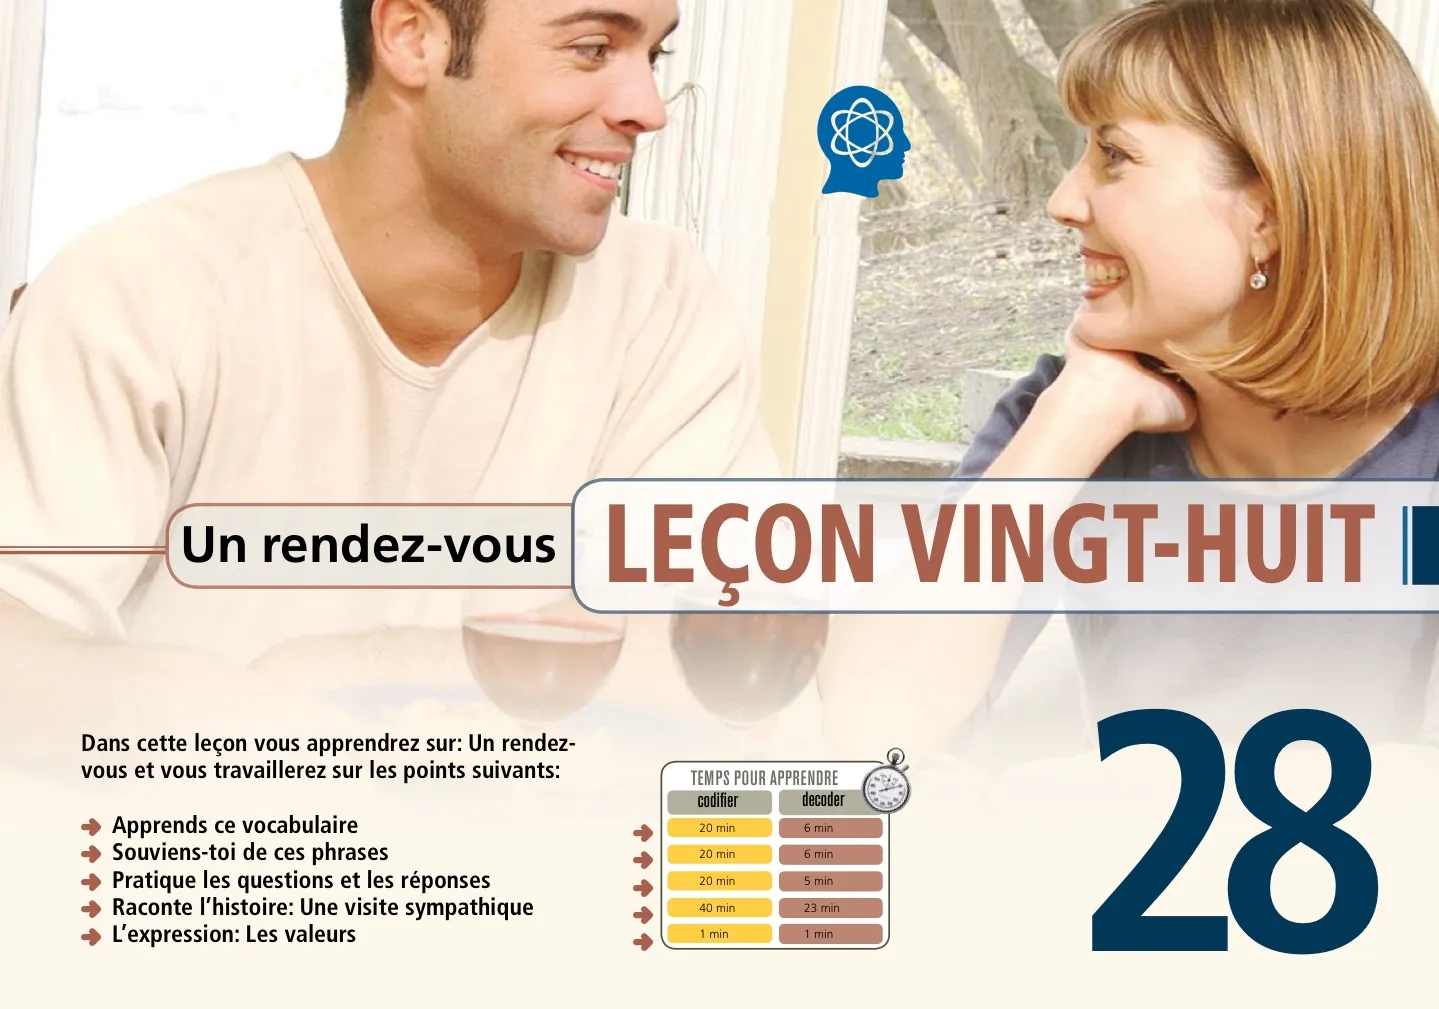 Un rendez-vous
LEÇON VINGT-HUIT
Dans cette leçon vous apprendrez sur: Un rendez-
vous et vous travaillerez sur les points suivants:
Apprends ce vocabulaire
Souviens-toi de ces phrases
Pratique les questions et les réponses
Raconte l’histoire: Une visite sympathique
L’expression: Les valeurs
TEMPS POUR APPRENDRE
codifier decoder
20 min 6 min
20 min 6 min
20 min 5 min
40 min 23 min
1 min 1 min
28